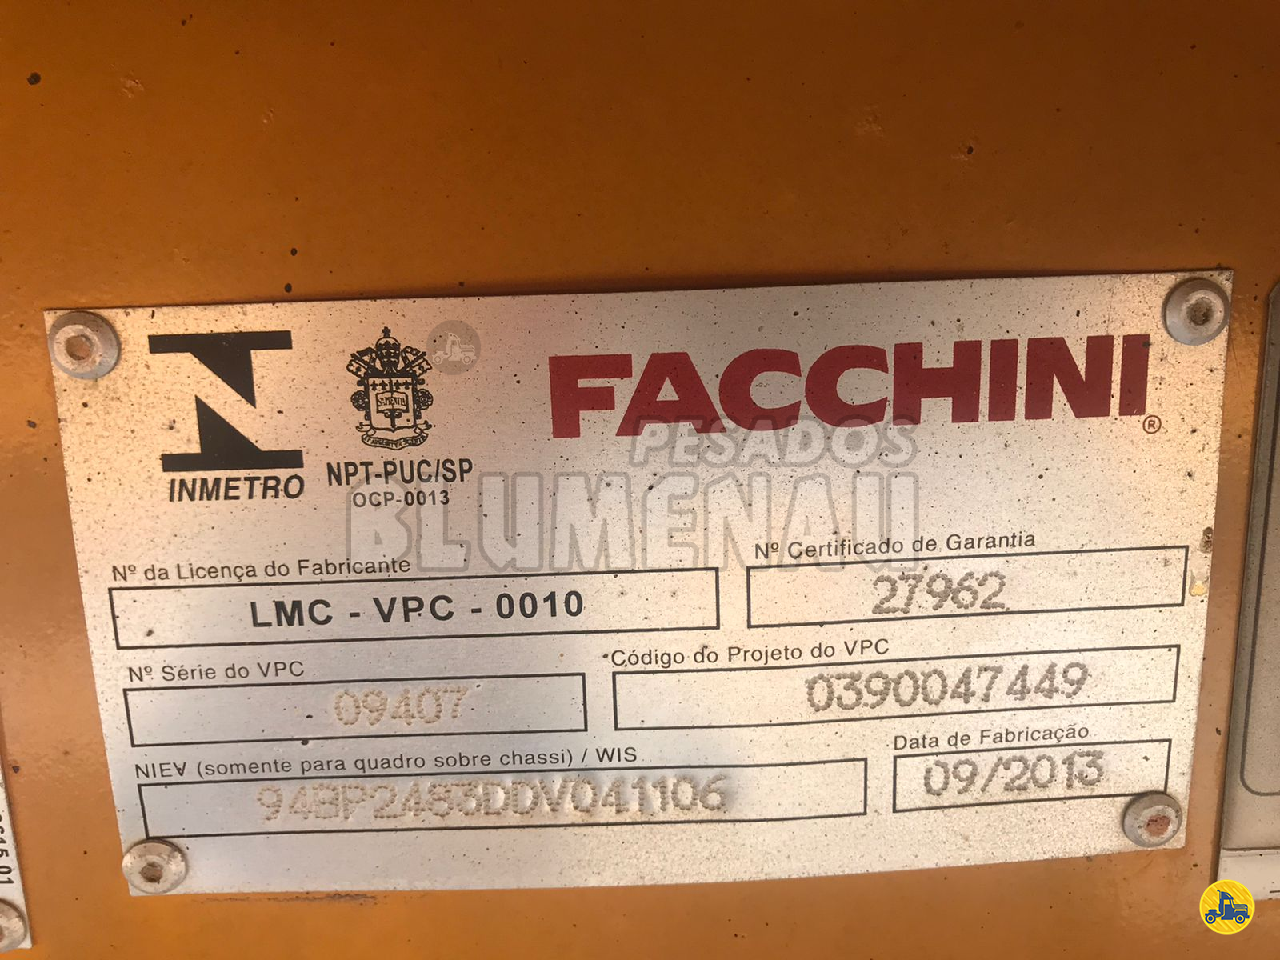 INMETRO
NPT-PUC/SP
OCP-0013
FACCHINI
®
PESADOS
BLUMENAU
Nº da Licença do Fabricante
LMC - VPC - 0010
Nº Certificado de Garantia
27962
Nº Série do VPC
09407
Código do Projeto do VPC
0390047449
NIEV (somente para quadro sobre chassi) / WIS
94BP2483DDV041106
Data de Fabricação
09/2013